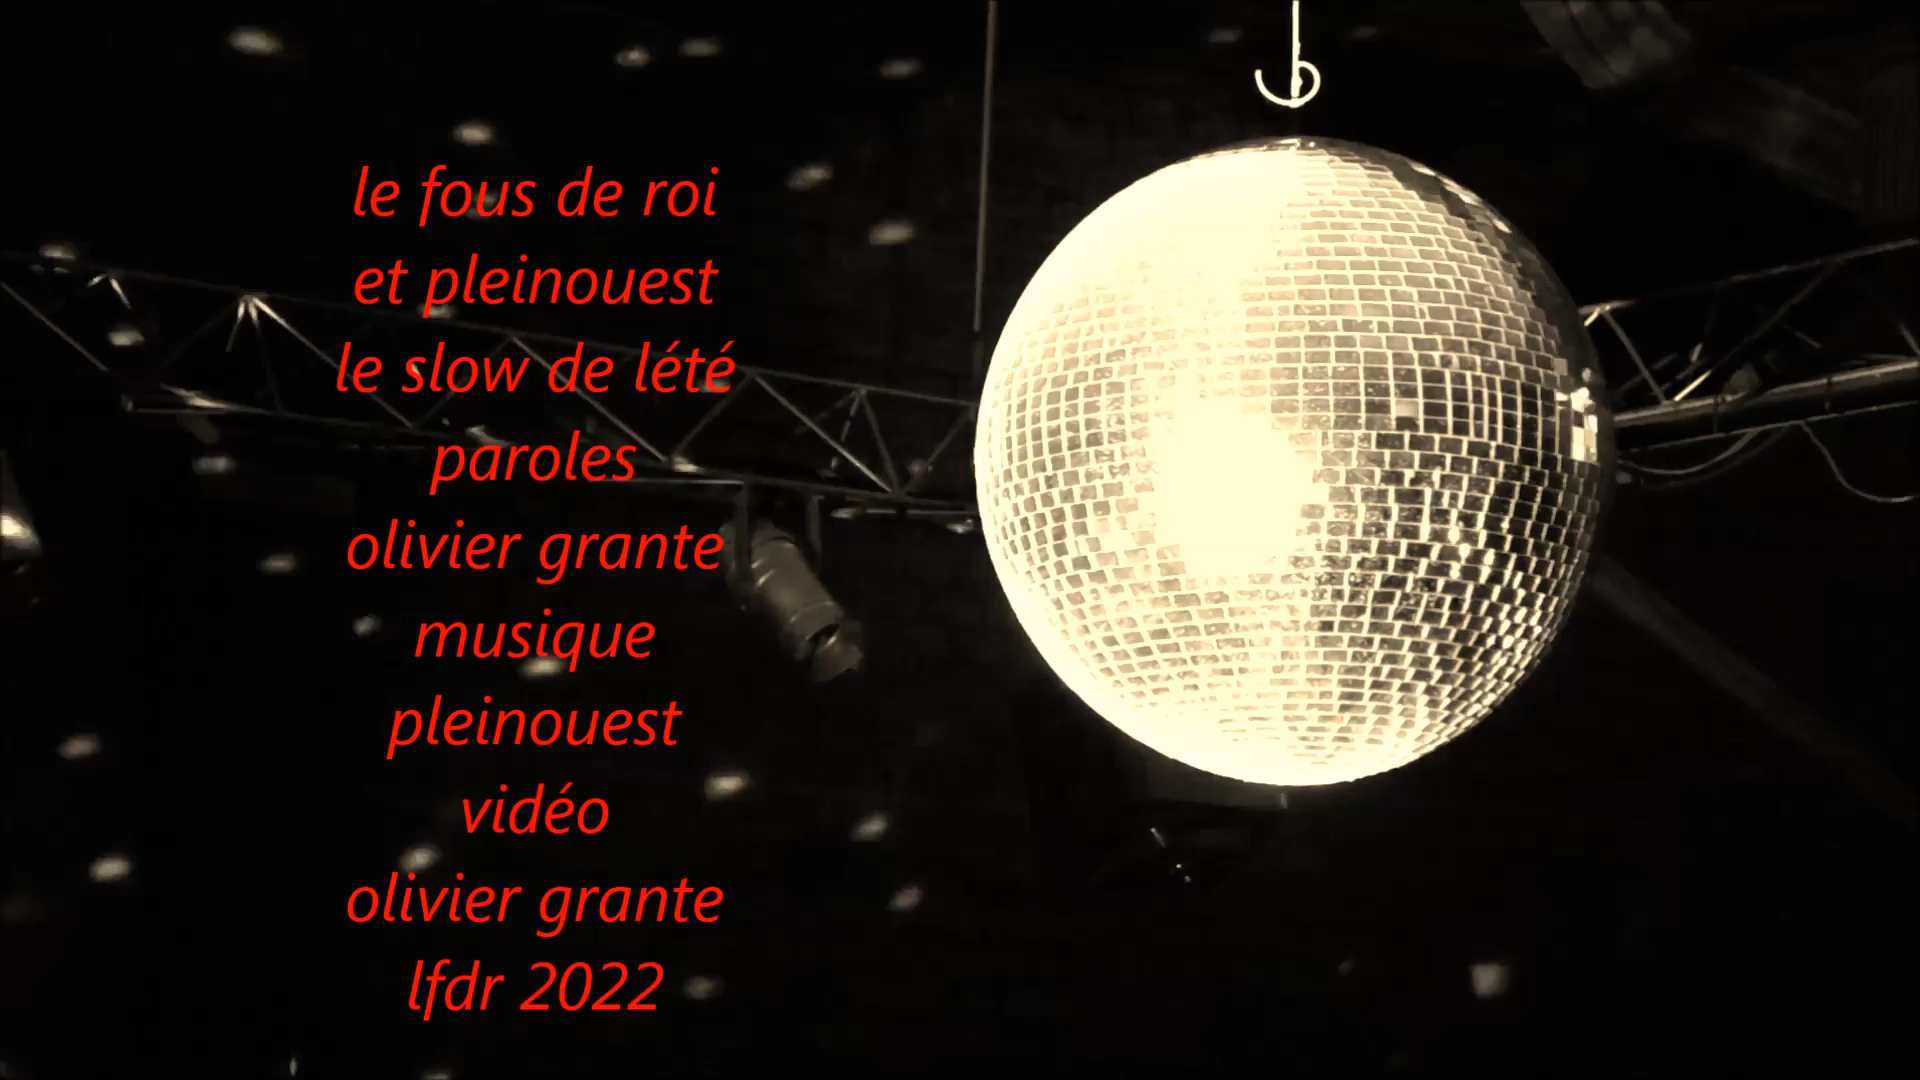 le fous de roi
et pleinouest
le slow de lété
paroles
olivier grante
musique
pleinouest
vidéo
olivier grante
lfdr 2022